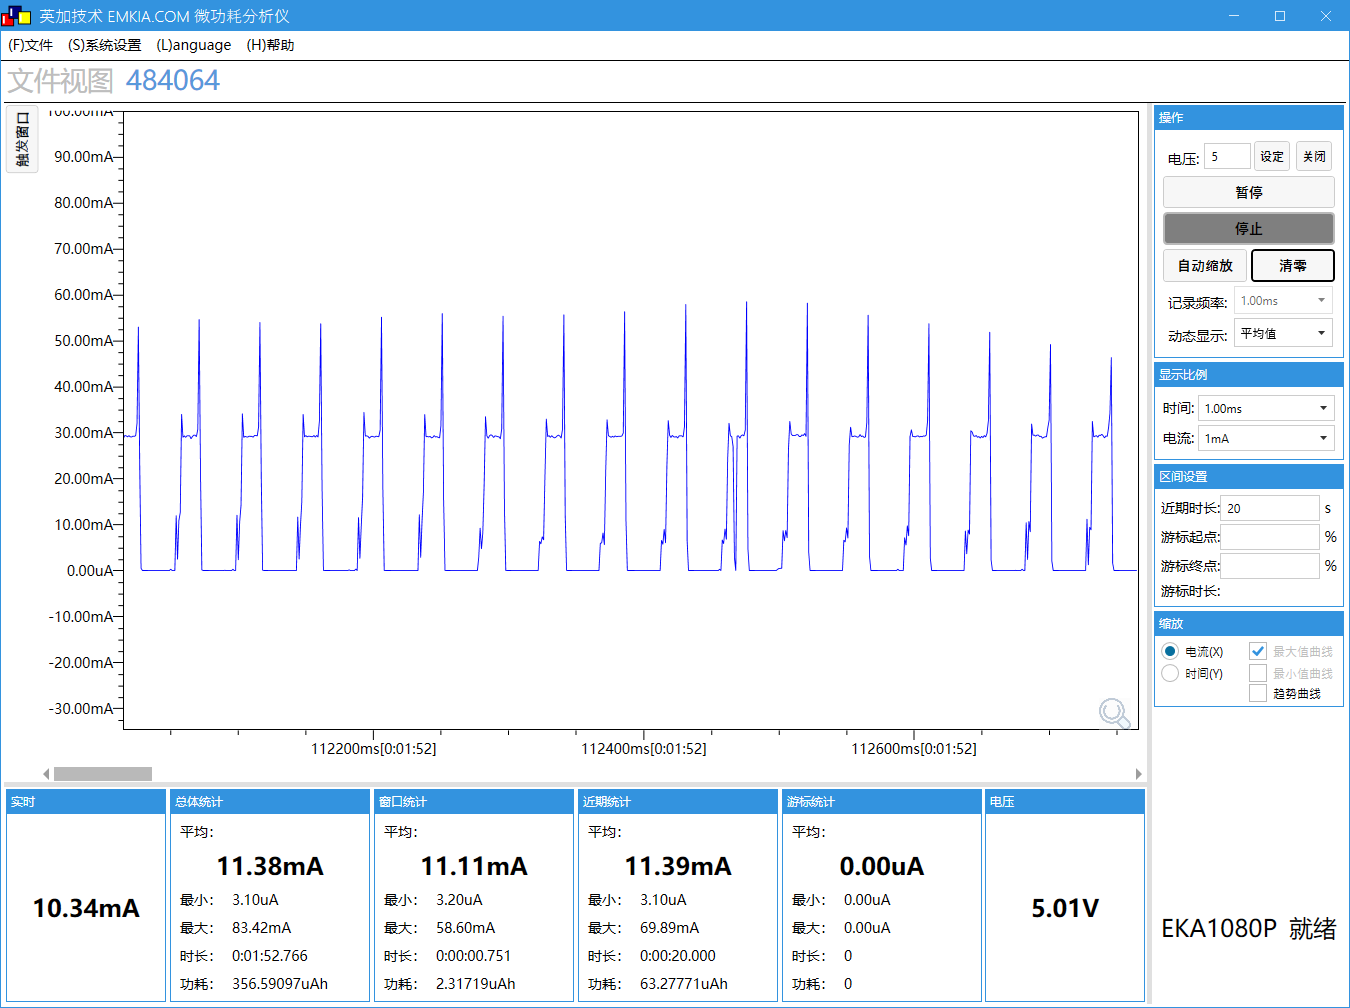 英加技术 EMKIA.COM 微功耗分析仪
(F)文件 (S)系统设置 (L)anguage (H)帮助
文件视图 484064
触发窗口
100.00mA
90.00mA
80.00mA
70.00mA
60.00mA
50.00mA
40.00mA
30.00mA
20.00mA
10.00mA
0.00uA
-10.00mA
-20.00mA
-30.00mA
112200ms[0:01:52] 112400ms[0:01:52] 112600ms[0:01:52]
操作
电压: 5 设定 关闭
暂停
停止
自动缩放 清零
记录频率: 1.00ms
动态显示: 平均值
显示比例
时间: 1.00ms
电流: 1mA
区间设置
近期时长: 20 s
游标起点: %
游标终点: %
游标时长:
缩放
电流(X) 最大值曲线
时间(Y) 最小值曲线
趋势曲线
实时
10.34mA
总体统计
平均:
11.38mA
最小: 3.10uA
最大: 83.42mA
时长: 0:01:52.766
功耗: 356.59097uAh
窗口统计
平均:
11.11mA
最小: 3.20uA
最大: 58.60mA
时长: 0:00:00.751
功耗: 2.31719uAh
近期统计
平均:
11.39mA
最小: 3.10uA
最大: 69.89mA
时长: 0:00:20.000
功耗: 63.27771uAh
游标统计
平均:
0.00uA
最小: 0.00uA
最大: 0.00uA
时长: 0
功耗: 0
电压
5.01V
EKA1080P 就绪